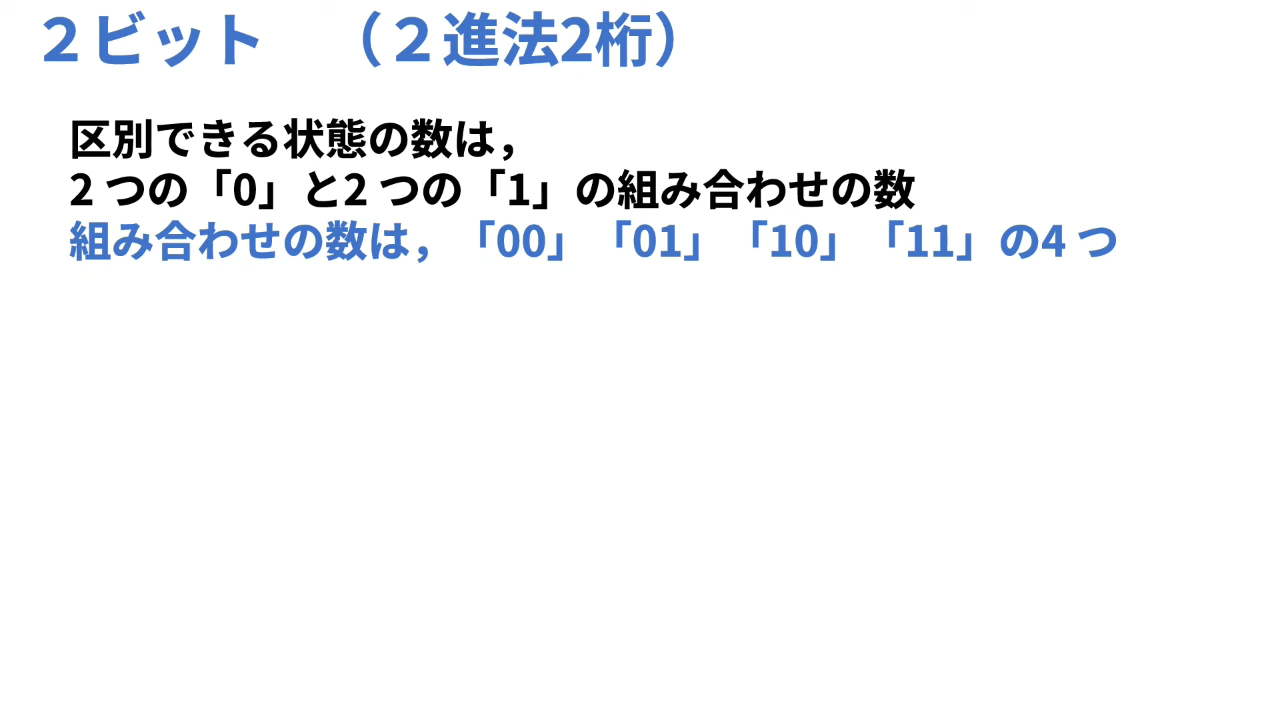 ２ビット　（２進法2桁）
区別できる状態の数は，
2 つの「0」と2 つの「1」の組み合わせの数
組み合わせの数は，「00」「01」「10」「11」の4 つ